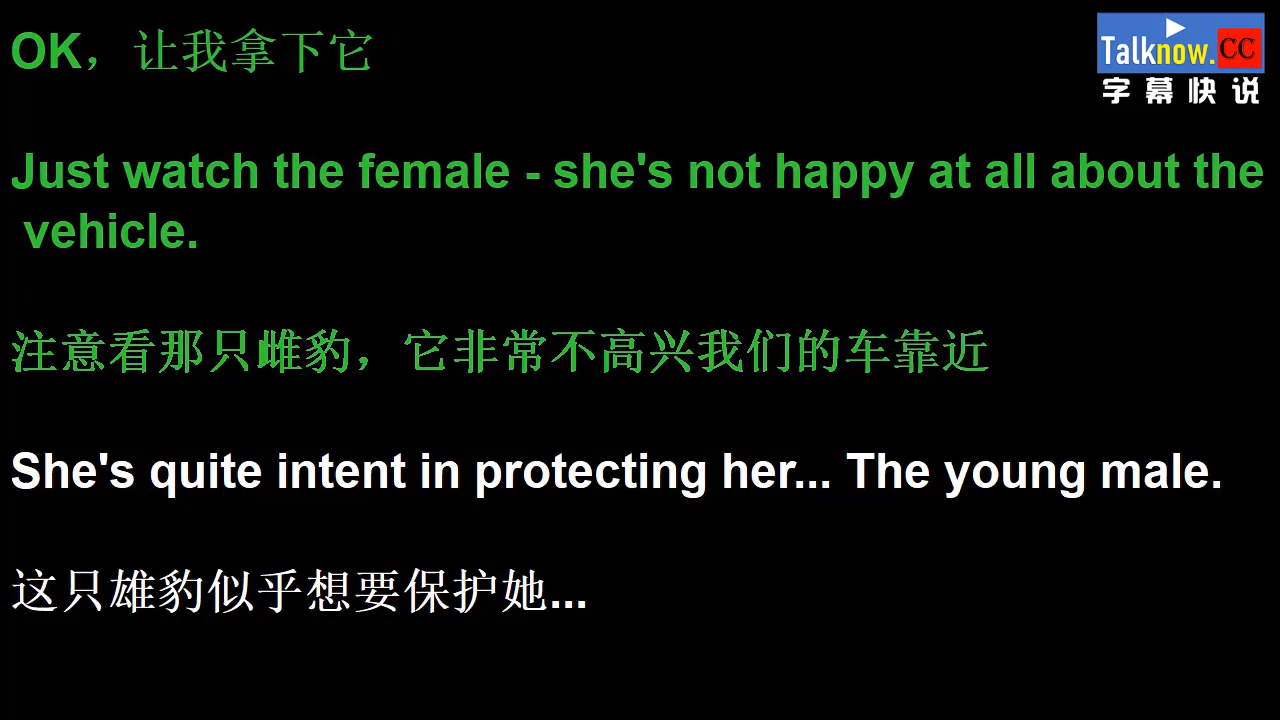 OK，让我拿下它
Talknow.CC
字幕快说
Just watch the female - she's not happy at all about the
vehicle.
注意看那只雌豹，它非常不高兴我们的车靠近
She's quite intent in protecting her... The young male.
这只雄豹似乎想要保护她...